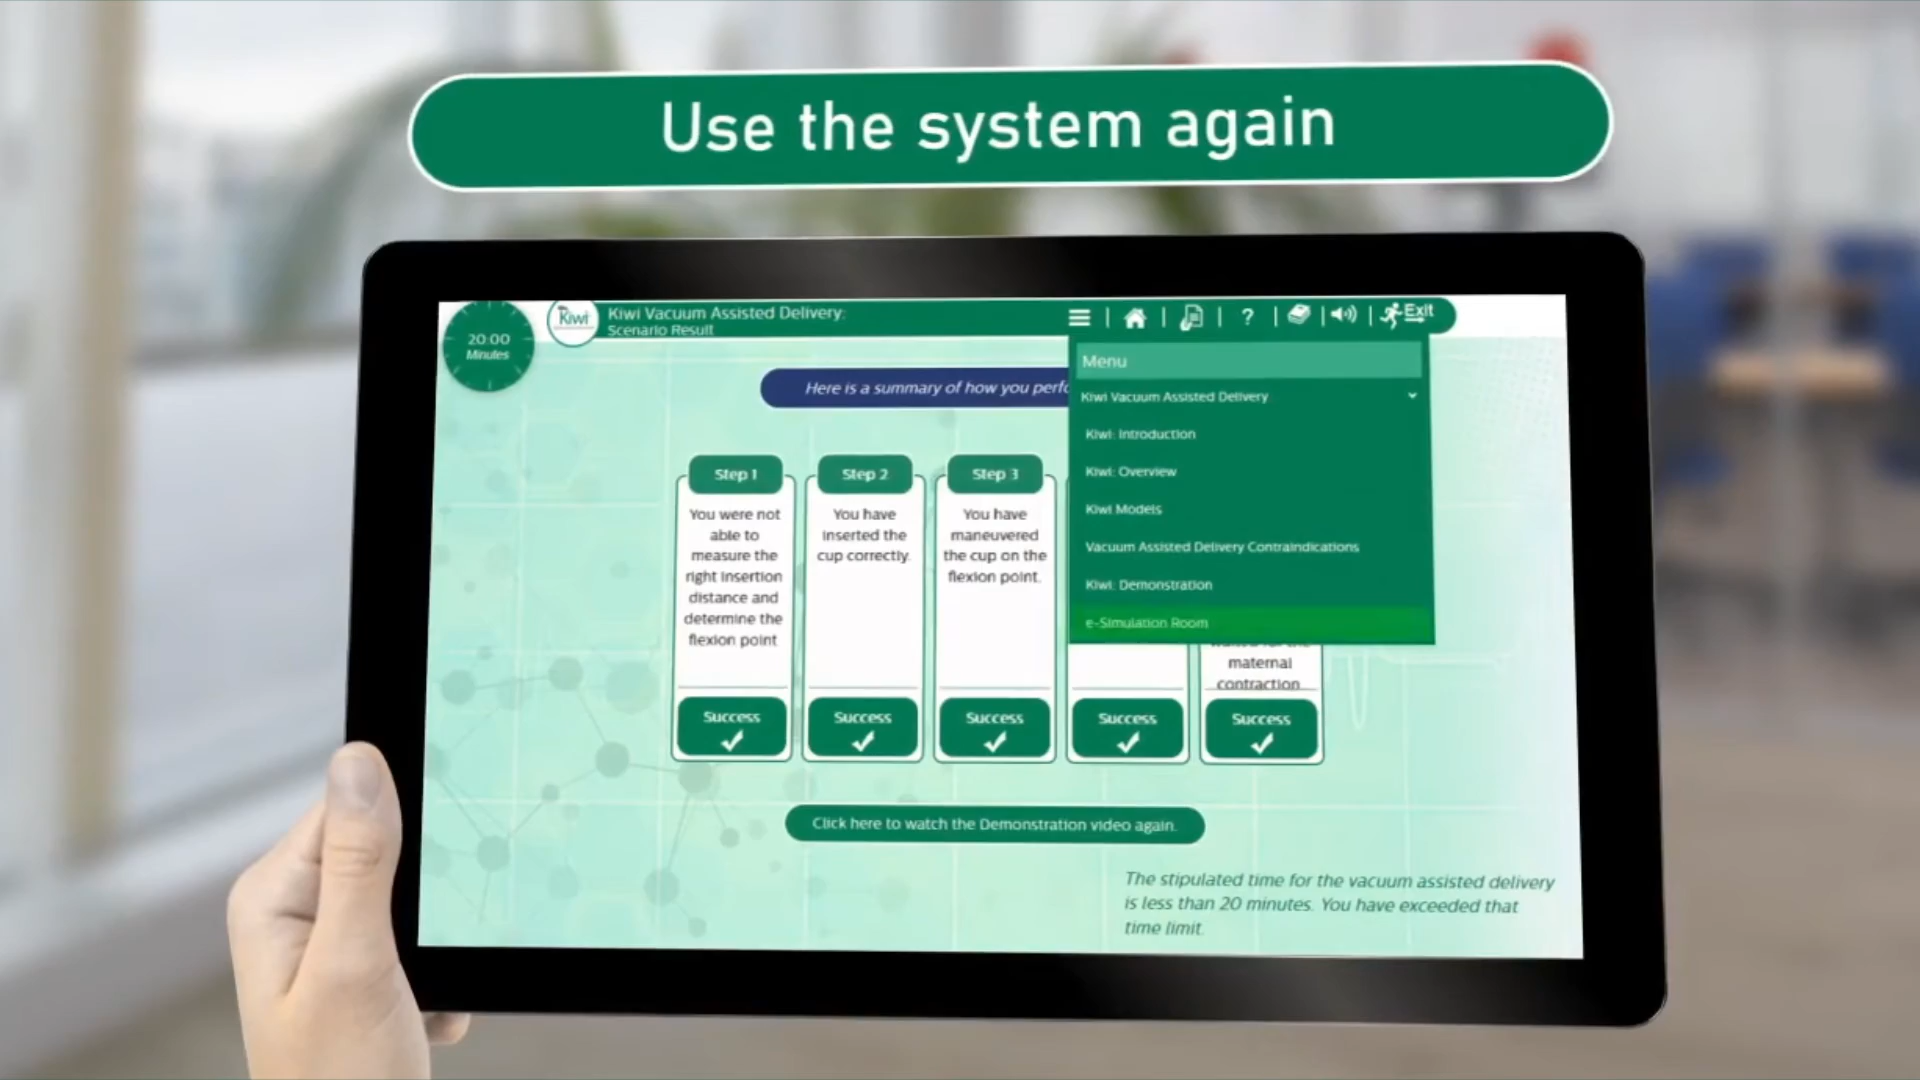 Use the system again
20:00
Minutes
Kiwi
Kiwi Vacuum Assisted Delivery:
Scenario Result
?
Exit
Menu
Kiwi Vacuum Assisted Delivery
Kiwi: Introduction
Kiwi: Overview
Kiwi Models
Vacuum Assisted Delivery Contraindications
Kiwi: Demonstration
e-Simulation Room
Here is a summary of how you
Step 1
You were not
able to
measure the
right insertion
distance and
determine the
flexion point
Success
Step 2
You have
inserted the
cup correctly.
Success
Step 3
You have
maneuvered
the cup on the
flexion point.
Success
Success
maternal
contraction
Success
Click here to watch the Demonstration video again.
The stipulated time for the vacuum assisted delivery
is less than 20 minutes. You have exceeded that
time limit.